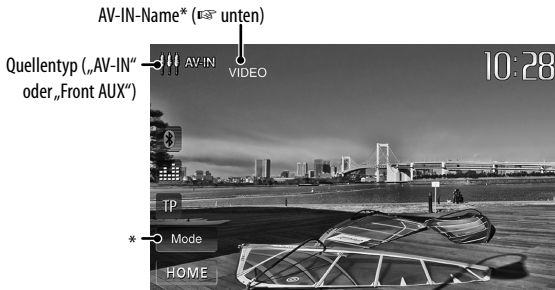 AV-IN-Name* (☞ unten)
Quellentyp („AV-IN“
oder „Front AUX“)
AV-IN
VIDEO
10:28
TP
* Mode
HOME